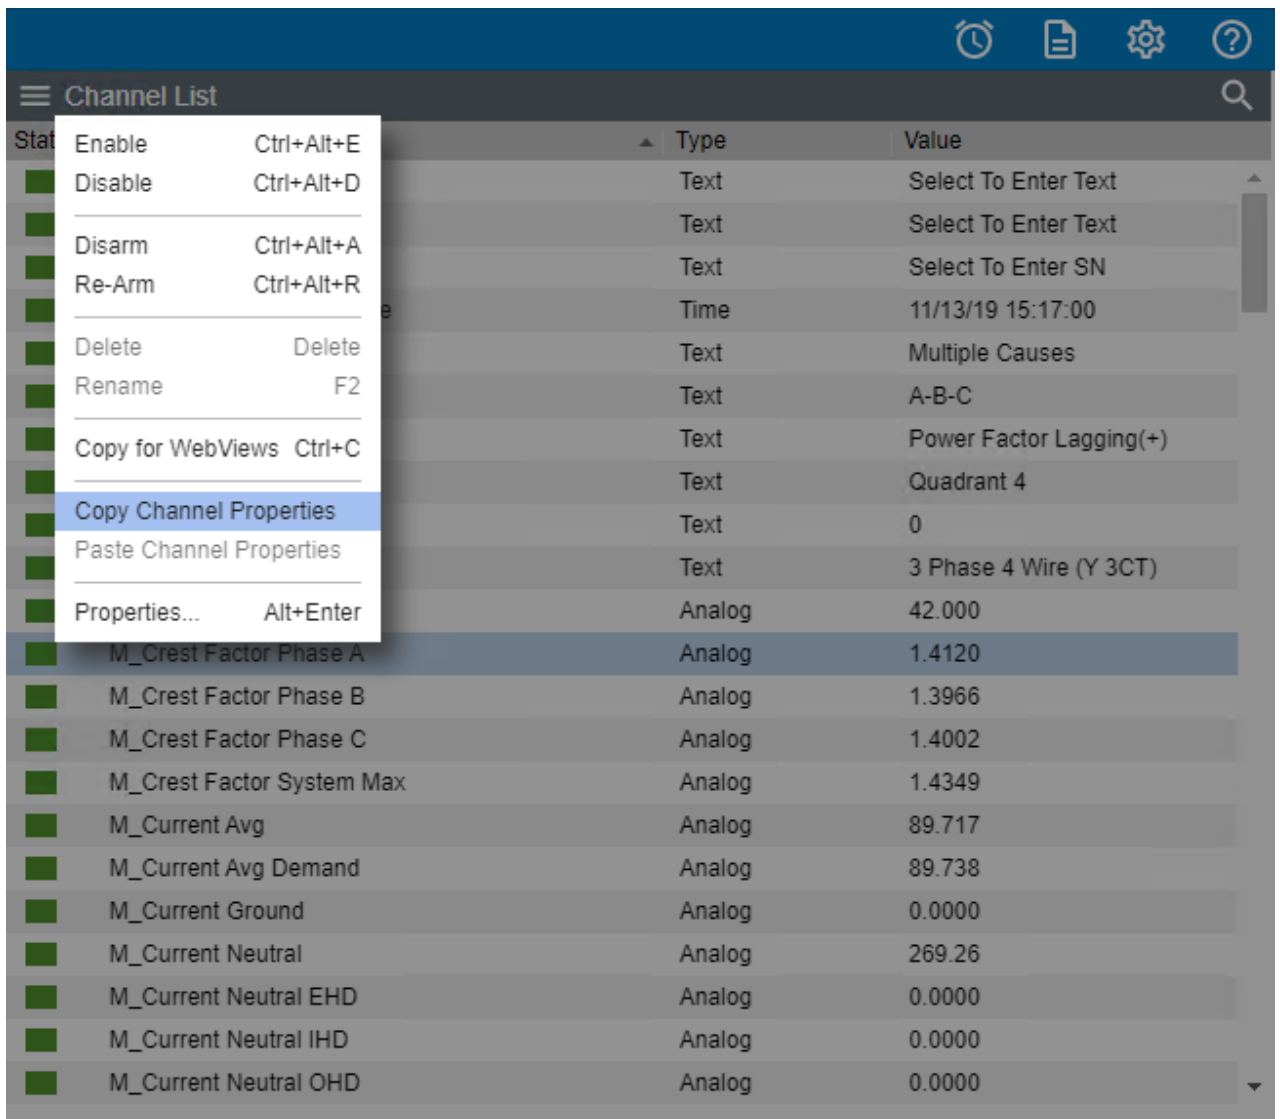 Channel List
Stat Type Value
Enable Ctrl+Alt+E
Disable Ctrl+Alt+D
Disarm Ctrl+Alt+A
Re-Arm Ctrl+Alt+R
Delete Delete
Rename F2
Copy for WebViews Ctrl+C
Copy Channel Properties
Paste Channel Properties
Properties... Alt+Enter
Text Select To Enter Text
Text Select To Enter Text
Text Select To Enter SN
e Time 11/13/19 15:17:00
Text Multiple Causes
Text A-B-C
Text Power Factor Lagging(+)
Text Quadrant 4
Text 0
Text 3 Phase 4 Wire (Y 3CT)
Analog 42.000
M_Crest Factor Phase A Analog 1.4120
M_Crest Factor Phase B Analog 1.3966
M_Crest Factor Phase C Analog 1.4002
M_Crest Factor System Max Analog 1.4349
M_Current Avg Analog 89.717
M_Current Avg Demand Analog 89.738
M_Current Ground Analog 0.0000
M_Current Neutral Analog 269.26
M_Current Neutral EHD Analog 0.0000
M_Current Neutral IHD Analog 0.0000
M_Current Neutral OHD Analog 0.0000